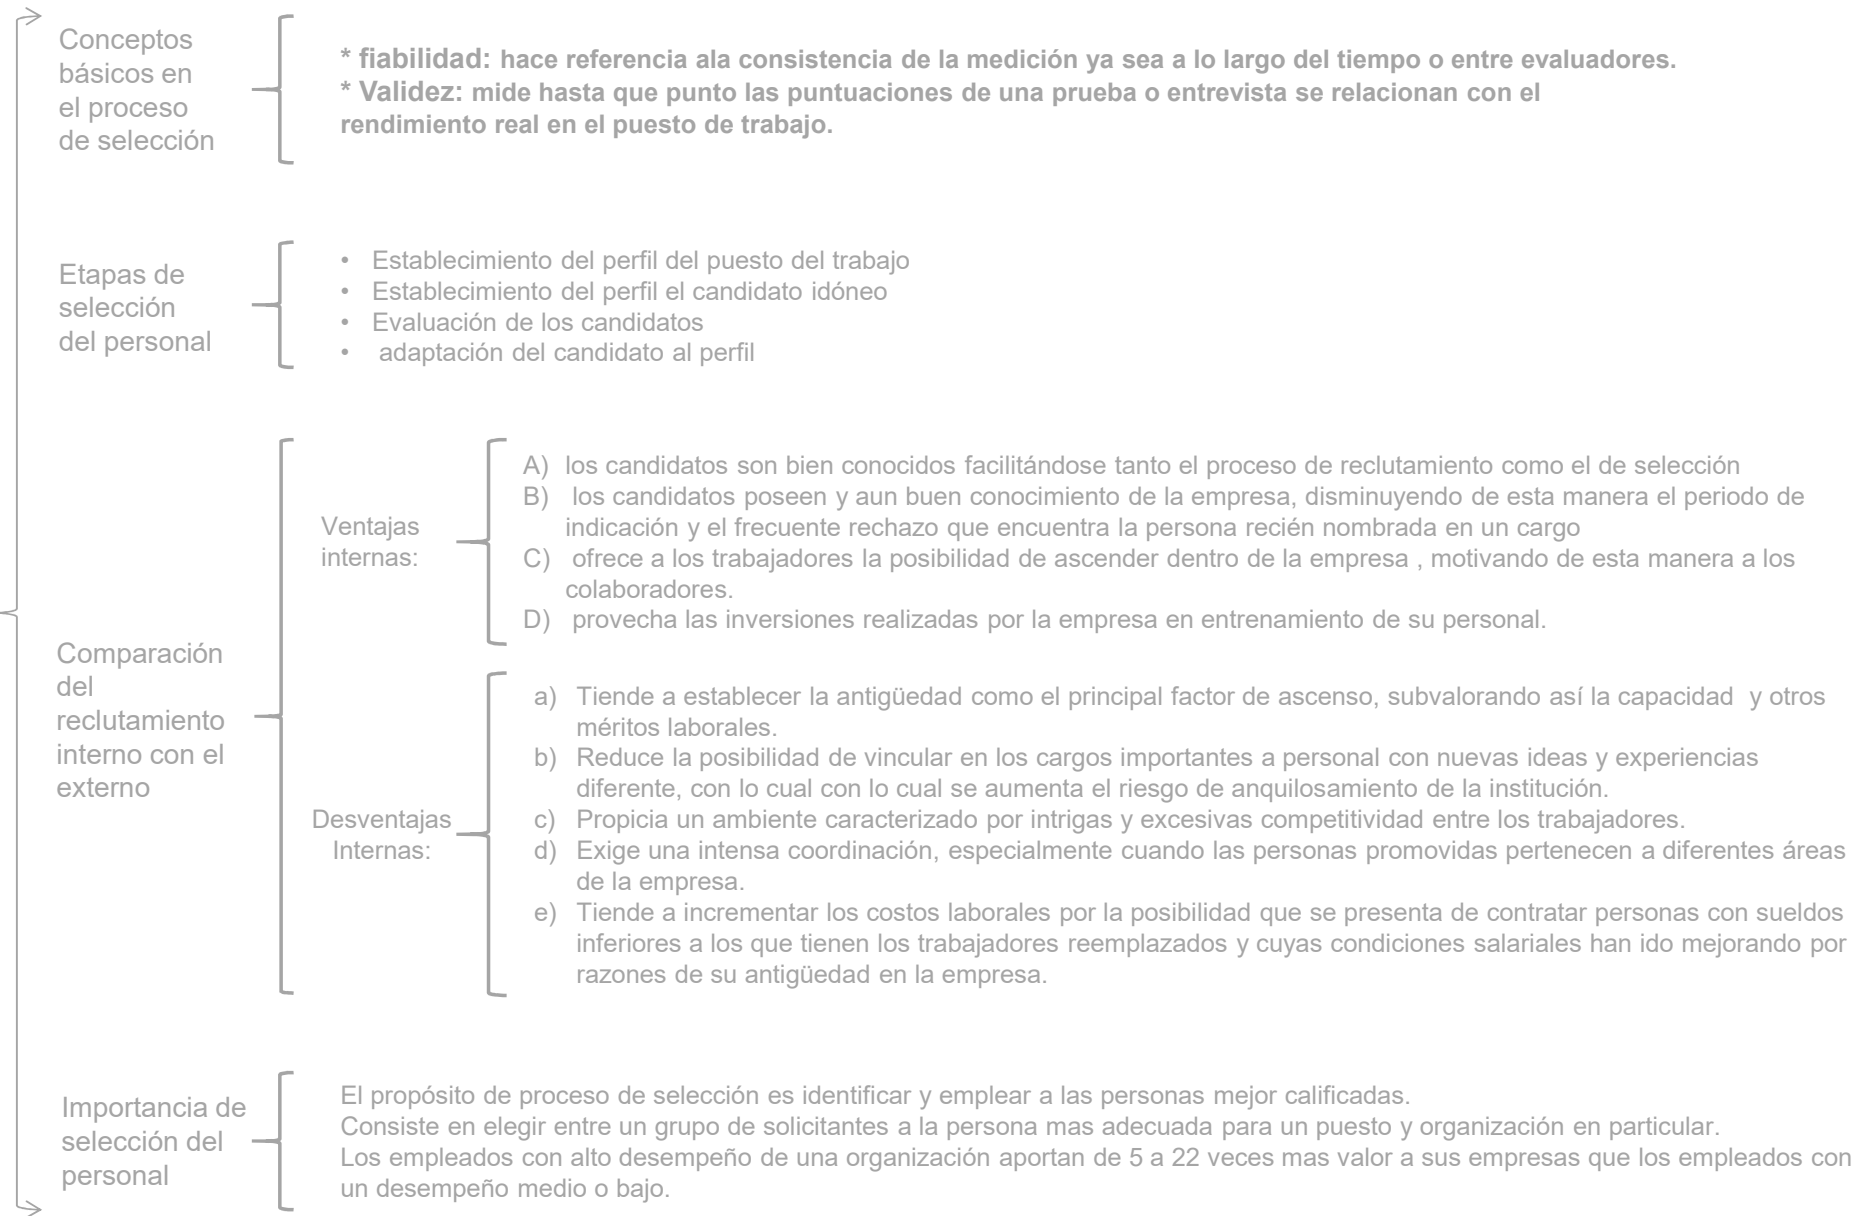 Conceptos
básicos en
el proceso
de selección
* fiabilidad: hace referencia ala consistencia de la medición ya sea a lo largo del tiempo o entre evaluadores.
* Validez: mide hasta que punto las puntuaciones de una prueba o entrevista se relacionan con el
rendimiento real en el puesto de trabajo.
Etapas de
selección
del personal
• Establecimiento del perfil del puesto del trabajo
• Establecimiento del perfil el candidato idóneo
• Evaluación de los candidatos
• adaptación del candidato al perfil
Comparación
del
reclutamiento
interno con el
externo
Ventajas
internas:
A) los candidatos son bien conocidos facilitándose tanto el proceso de reclutamiento como el de selección
B) los candidatos poseen y aun buen conocimiento de la empresa, disminuyendo de esta manera el periodo de
indicación y el frecuente rechazo que encuentra la persona recién nombrada en un cargo
C) ofrece a los trabajadores la posibilidad de ascender dentro de la empresa , motivando de esta manera a los
colaboradores.
D) provecha las inversiones realizadas por la empresa en entrenamiento de su personal.
Desventajas
Internas:
a) Tiende a establecer la antigüedad como el principal factor de ascenso, subvalorando así la capacidad y otros
méritos laborales.
b) Reduce la posibilidad de vincular en los cargos importantes a personal con nuevas ideas y experiencias
diferente, con lo cual con lo cual se aumenta el riesgo de anquilosamiento de la institución.
c) Propicia un ambiente caracterizado por intrigas y excesivas competitividad entre los trabajadores.
d) Exige una intensa coordinación, especialmente cuando las personas promovidas pertenecen a diferentes áreas
de la empresa.
e) Tiende a incrementar los costos laborales por la posibilidad que se presenta de contratar personas con sueldos
inferiores a los que tienen los trabajadores reemplazados y cuyas condiciones salariales han ido mejorando por
razones de su antigüedad en la empresa.
Importancia de
selección del
personal
El propósito de proceso de selección es identificar y emplear a las personas mejor calificadas.
Consiste en elegir entre un grupo de solicitantes a la persona mas adecuada para un puesto y organización en particular.
Los empleados con alto desempeño de una organización aportan de 5 a 22 veces mas valor a sus empresas que los empleados con
un desempeño medio o bajo.